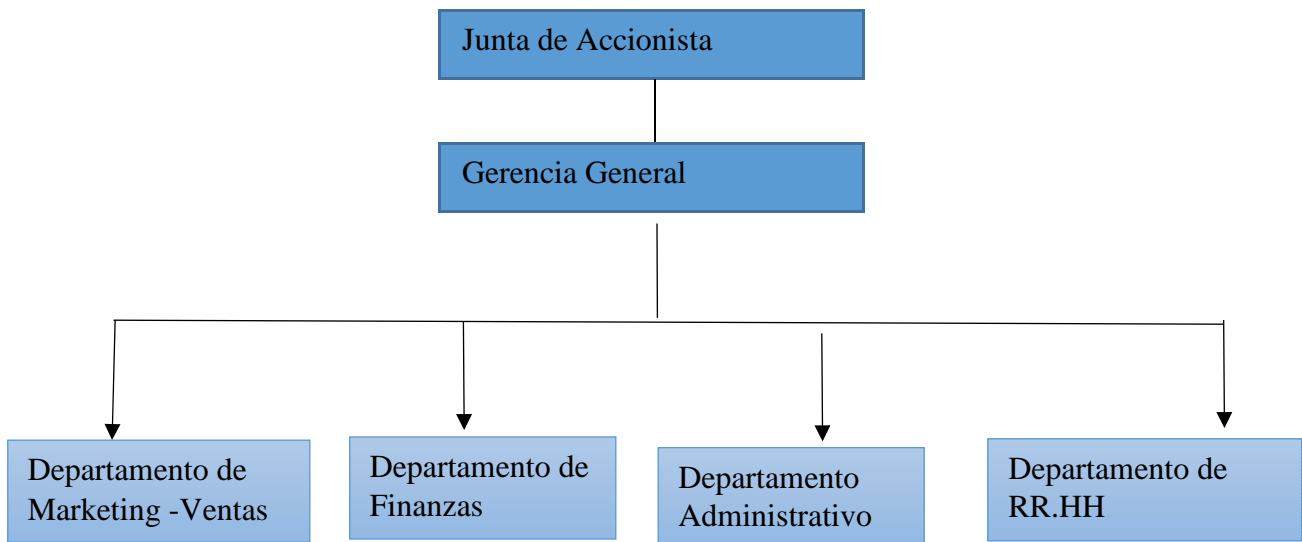 Junta de Accionista
Gerencia General
Departamento de
Marketing -Ventas
Departamento de
Finanzas
Departamento
Administrativo
Departamento de
RR.HH